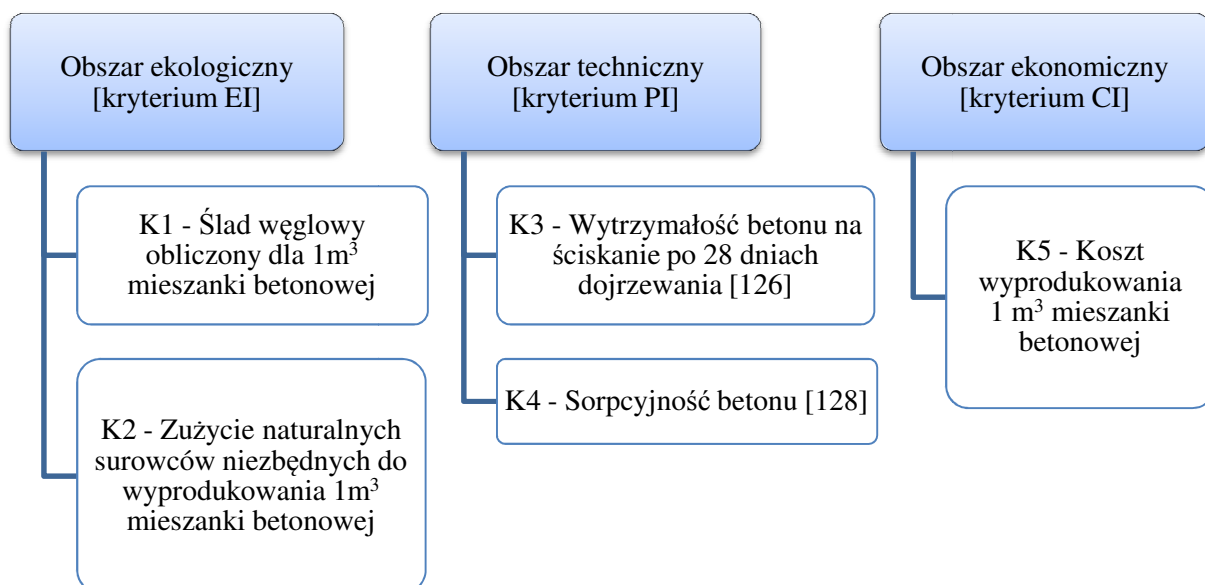 Obszar ekologiczny
[kryterium EI]
K1 - Ślad węglowy
obliczony dla 1m³
mieszanki betonowej
K2 - Zużycie naturalnych
surowców niezbędnych do
wyprodukowania 1m³
mieszanki betonowej
Obszar techniczny
[kryterium PI]
K3 - Wytrzymałość betonu na
ściskanie po 28 dniach
dojrzewania [126]
K4 - Sorpcyjność betonu [128]
Obszar ekonomiczny
[kryterium CI]
K5 - Koszt
wyprodukowania
1 m³ mieszanki
betonowej